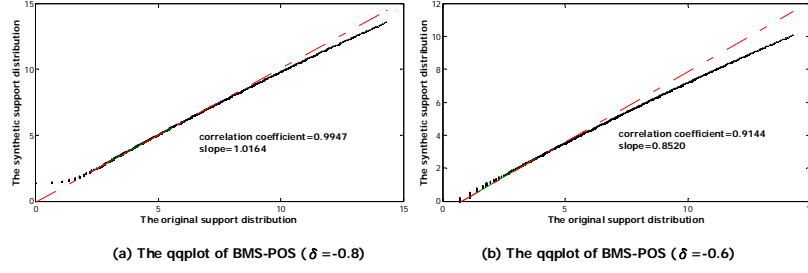 The synthetic support distribution
15
10
5
0
correlation coefficient=0.9947
slope=1.0164
0 5 10 15
The original support distribution
(a) The qqplot of BMS-POS (δ =-0.8)
The synthetic support distribution
12
10
8
6
4
2
0
correlation coefficient=0.9144
slope=0.8520
0 5 10 15
The original support distribution
(b) The qqplot of BMS-POS (δ =-0.6)